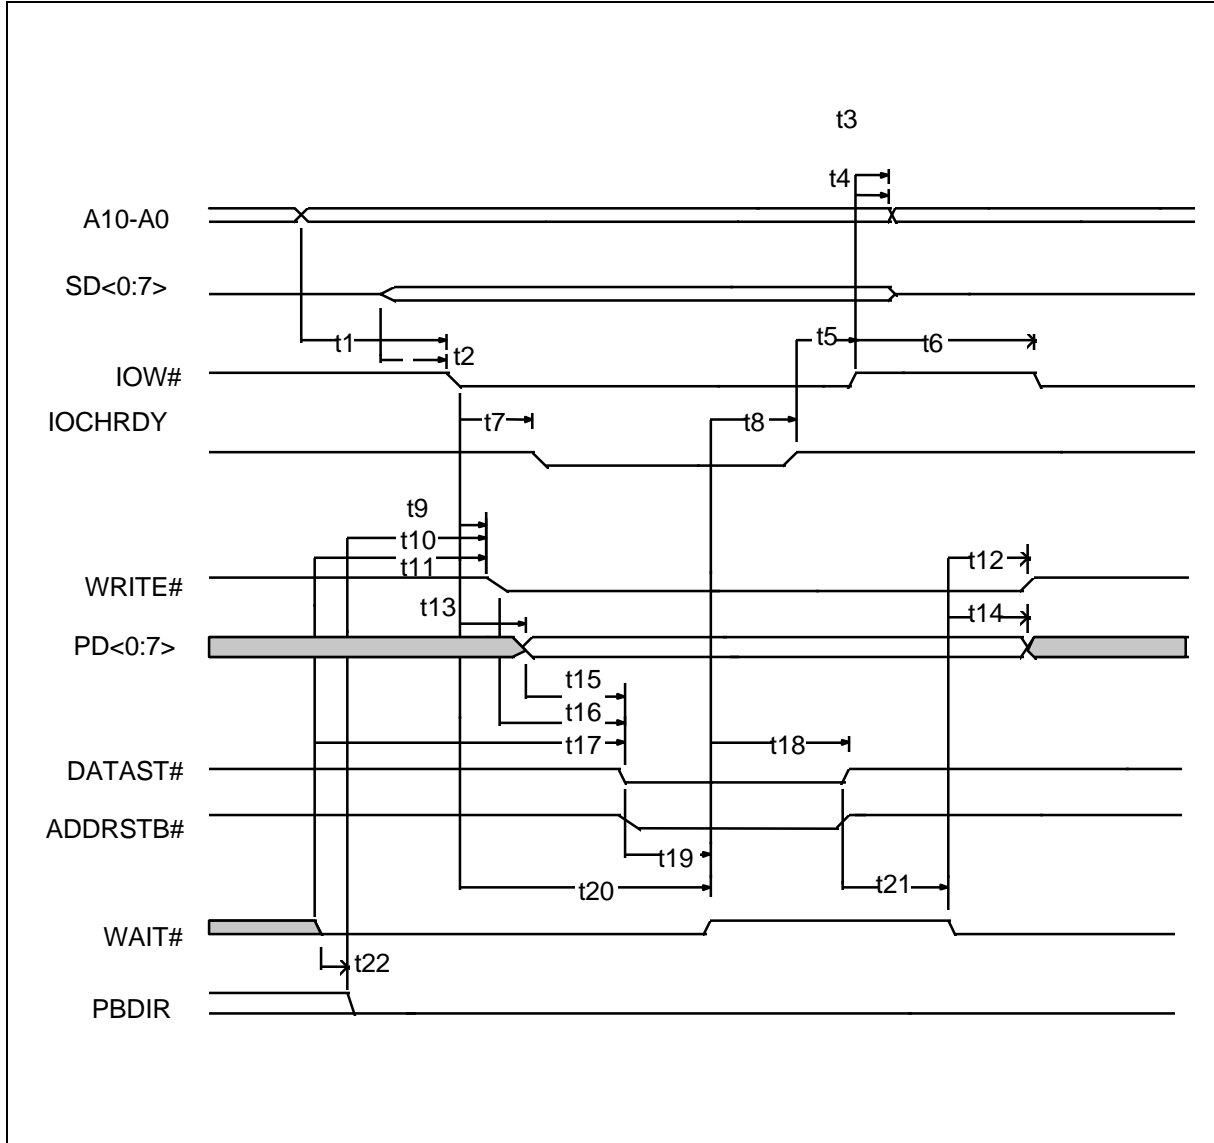 t3
t4
A10-A0
SD<0:7>
t1
t2
t5
t6
IOW#
IOCHRDY
t7
t8
t9
t10
t11
t12
WRITE#
t13
t14
PD<0:7>
t15
t16
t17
t18
DATAST#
ADDRSTB#
t19
t20
t21
WAIT#
t22
PBDIR